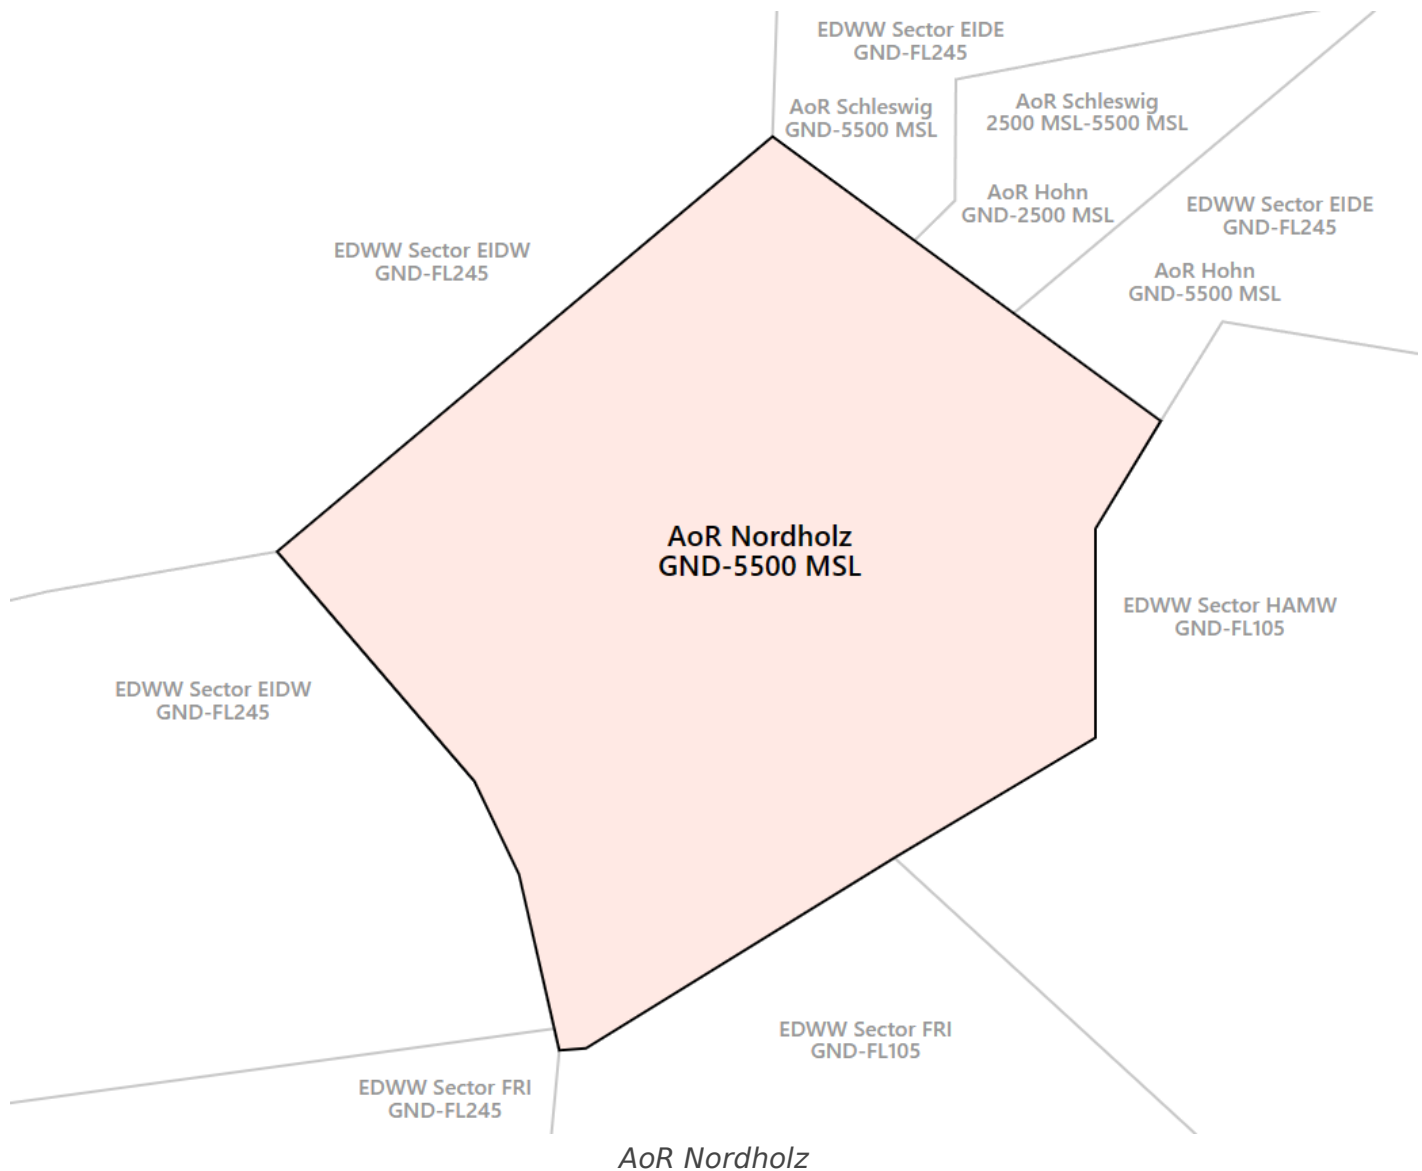 EDWW Sector EIDE
GND-FL245
AoR Schleswig
GND-5500 MSL
AoR Schleswig
2500 MSL-5500 MSL
AoR Hohn
GND-2500 MSL
EDWW Sector EIDE
GND-FL245
EDWW Sector EIDW
GND-FL245
AoR Hohn
GND-5500 MSL
AoR Nordholz
GND-5500 MSL
EDWW Sector HAMW
GND-FL105
EDWW Sector EIDW
GND-FL245
EDWW Sector FRI
GND-FL105
EDWW Sector FRI
GND-FL245
AoR Nordholz